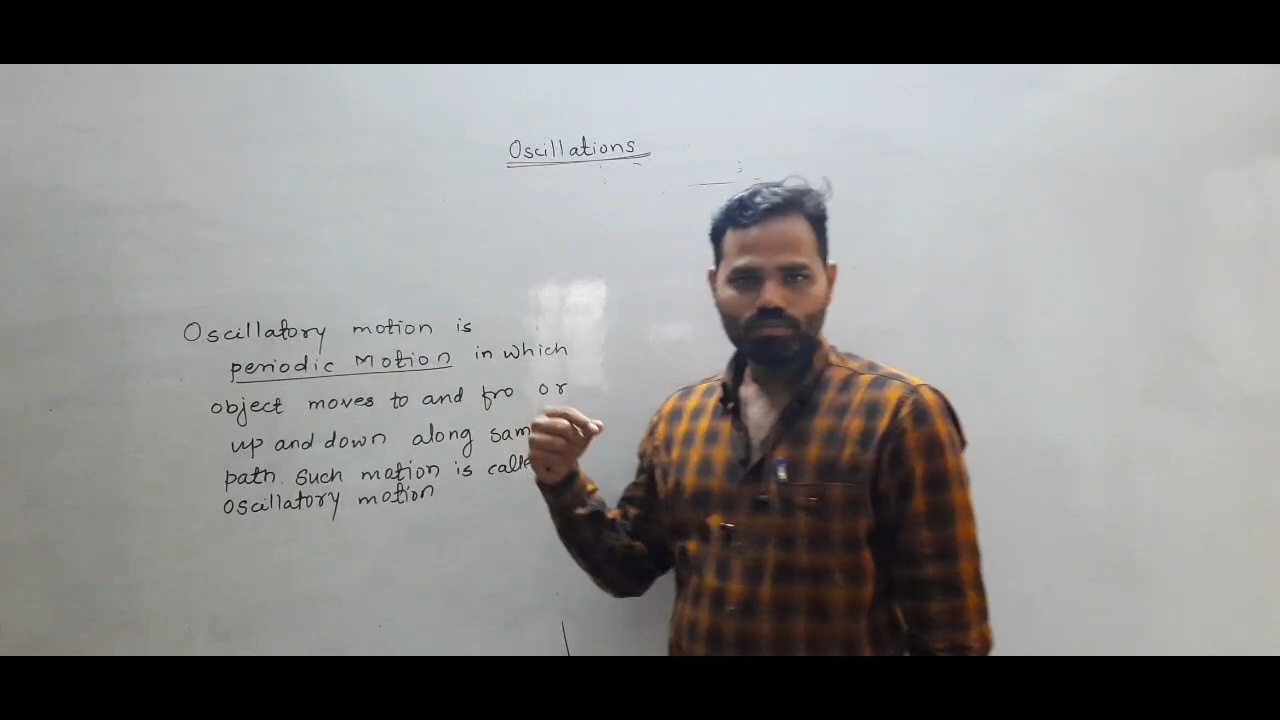 Oscillations
Oscillatory motion is
periodic Motion in which
object moves to and fro or
up and down along sam
path. Such motion is calle
oscillatory motion